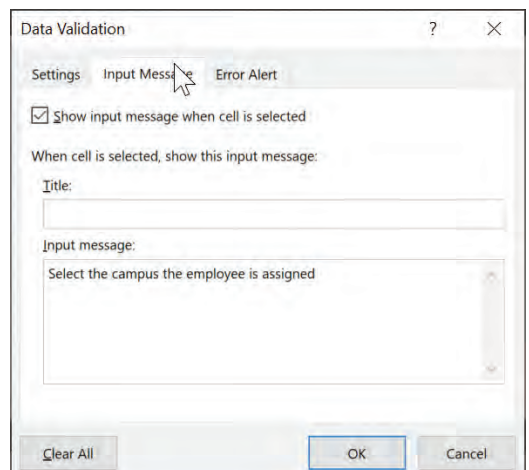 Data Validation ? ×
Settings Input Message Error Alert
Show input message when cell is selected
When cell is selected, show this input message:
Title:
Input message:
Select the campus the employee is assigned
Clear All OK Cancel